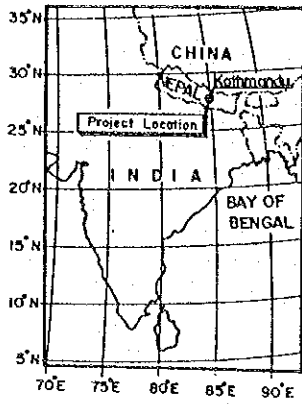 35°N
CHINA
30°N
NEPAL
Kathmandu
25°N
Project Location
INDIA
20°N
BAY OF
BENGAL
15°N
10°N
5°N
70°E 75°E 80°E 85°E 90°E